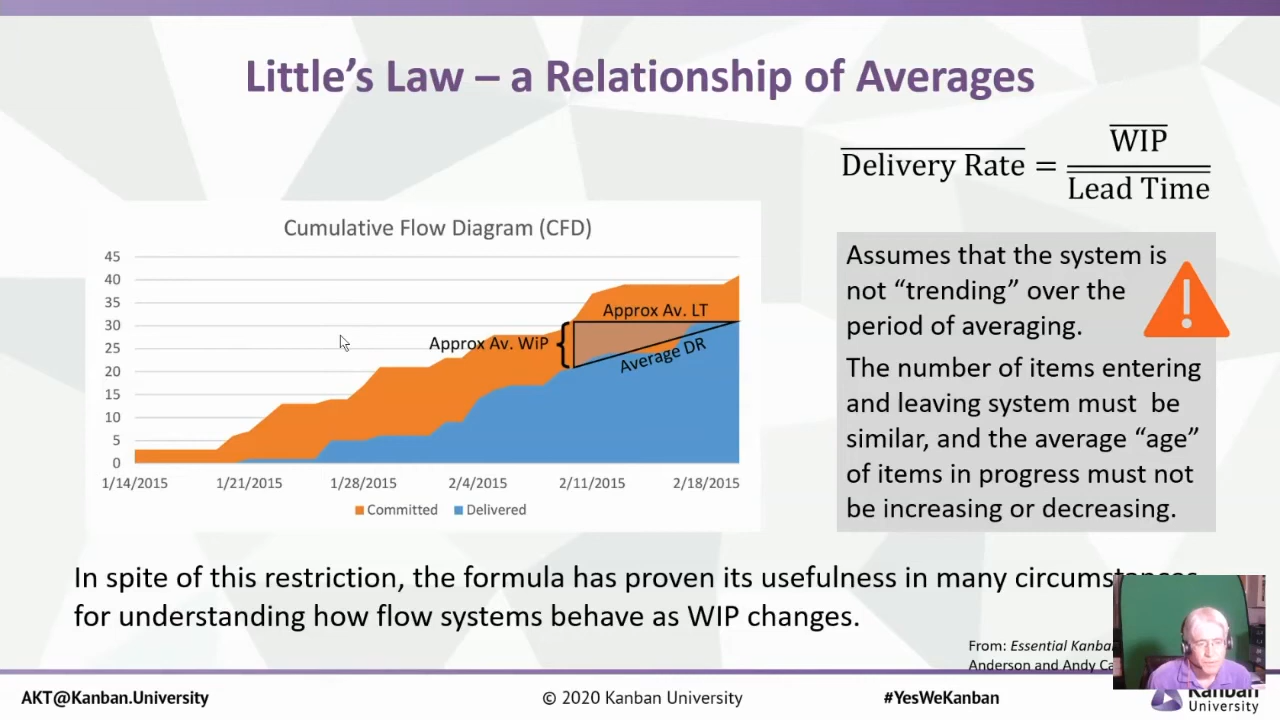 Little’s Law – a Relationship of Averages
Delivery Rate = WIP / Lead Time
Cumulative Flow Diagram (CFD)
45
40
35
30
25
20
15
10
5
0
Approx Av. LT
Approx Av. WiP
Average DR
1/14/2015 1/21/2015 1/28/2015 2/4/2015 2/11/2015 2/18/2015
Committed Delivered
Assumes that the system is
not “trending” over the
period of averaging.
The number of items entering
and leaving system must be
similar, and the average “age”
of items in progress must not
be increasing or decreasing.
In spite of this restriction, the formula has proven its usefulness in many circumstances
for understanding how flow systems behave as WIP changes.
From: Essential Kanban
Anderson and Andy
AKT@Kanban.University © 2020 Kanban University #YesWeKanban
Kanban
University